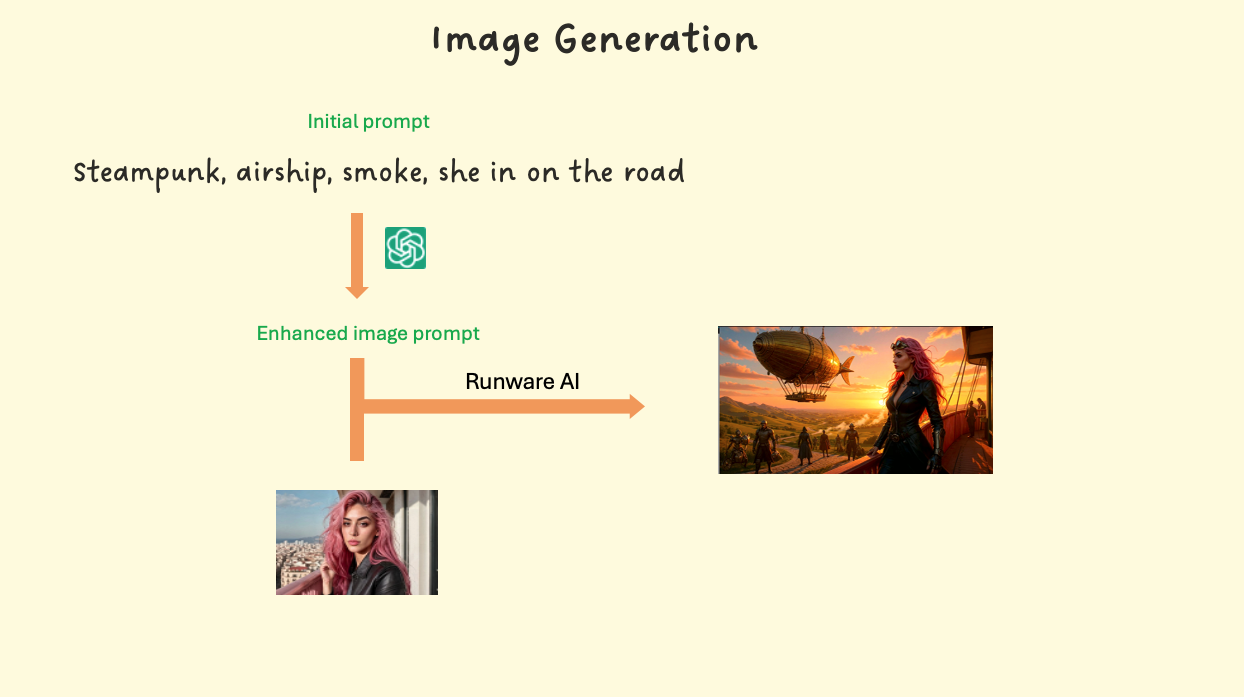 Image Generation
Initial prompt
Steampunk, airship, smoke, she in on the road
Enhanced image prompt
Runware AI